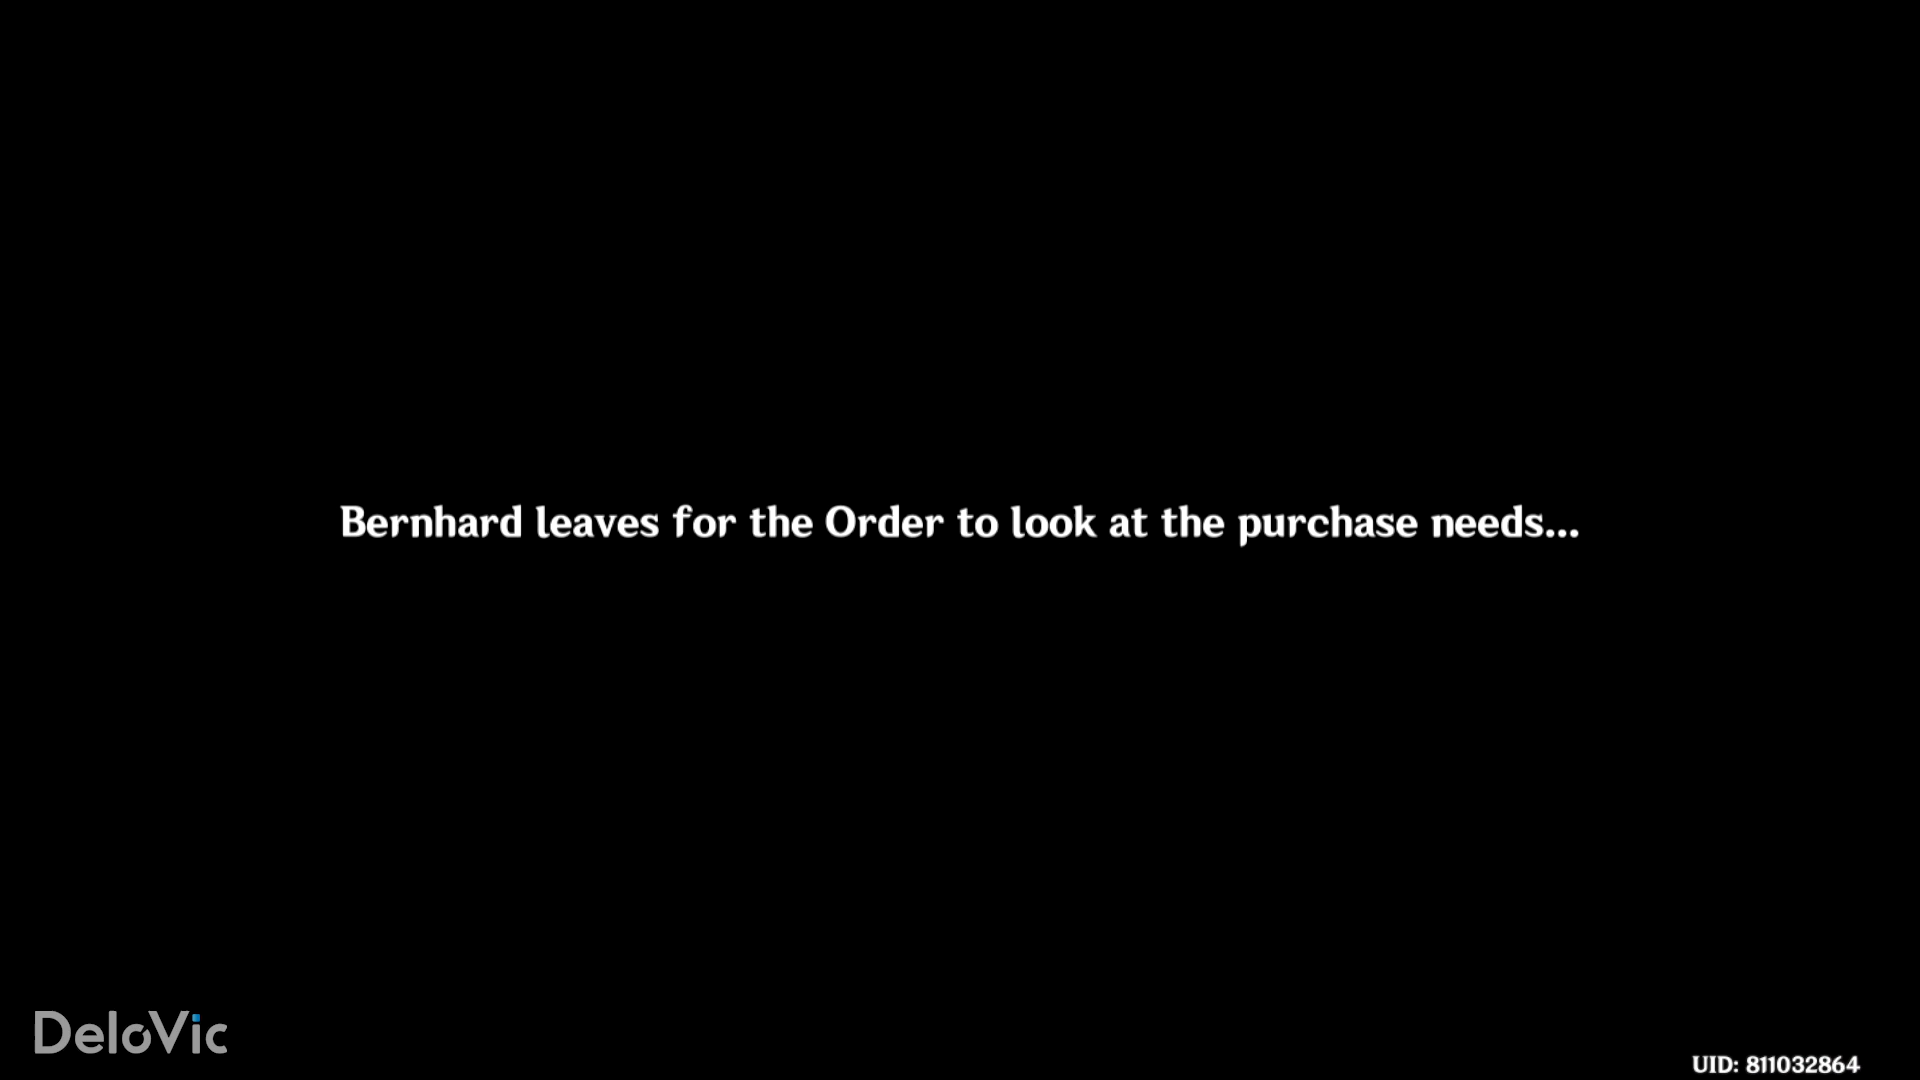 Bernhard leaves for the Order to look at the purchase needs...
DeloVic
UID: 811032864